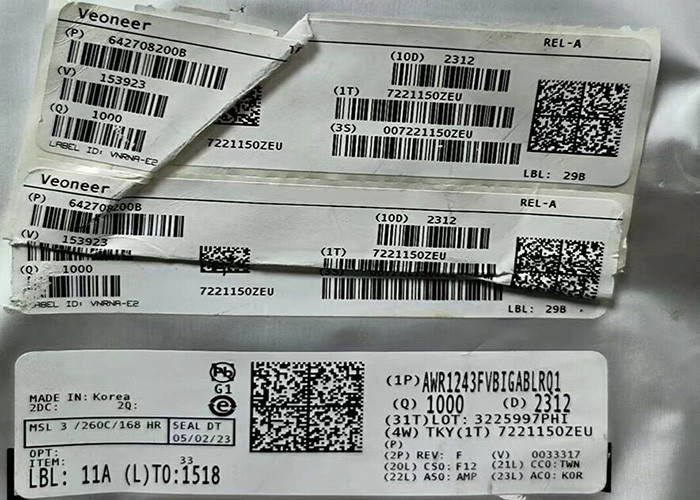 Veoneer
REL-A
(P) 642708200B
(10D) 2312
(V) 153923
(1T) 7221150ZEU
(Q) 1000
(3S) 007221150ZEU
LABEL ID: VNRNA-E2
7221150ZEU
LBL: 29B
Veoneer
REL-A
(P) 642708200B
(10D) 2312
(V) 153923
(1T) 7221150ZEU
(Q) 1000
7221150ZEU
LABEL ID: VNRNA-E2
LBL: 29B
Pb
G1
e
MADE IN: Korea
2DC: 2Q:
MSL 3 /260C/168 HR
SEAL DT
05/02/23
OPT:
ITEM: 33
LBL: 11A (L)TO:1518
(1P) AWR1243FVBIGABLRQ1
(Q) 1000 (D) 2312
(31T)LOT: 3225997PHI
(4W) TKY(1T) 7221150ZEU
(P)
(2P) REV: F (V) 0033317
(20L) CSO: F12 (21L) CCO:TWN
(22L) ASO: AMP (23L) ACO: KOR